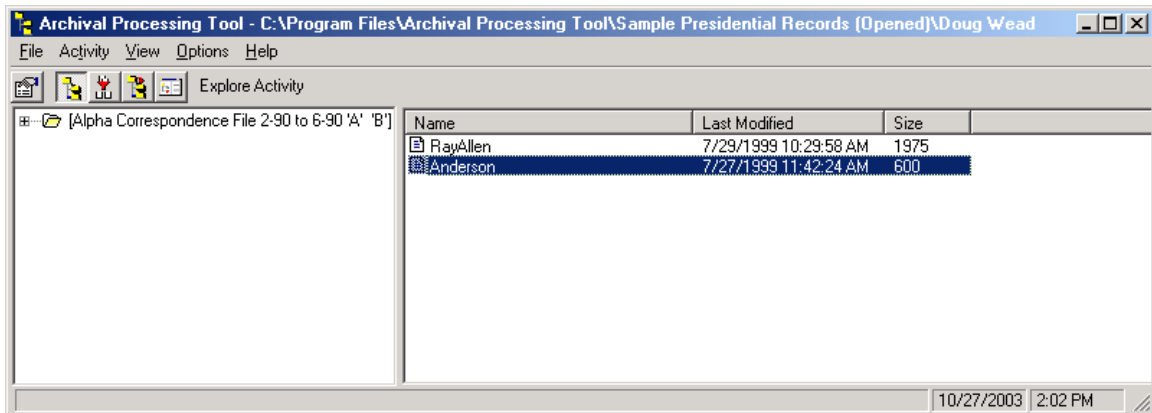 Archival Processing Tool - C:\Program Files\Archival Processing Tool\Sample Presidential Records (Opened)\Doug Wead
File Activity View Options Help
Explore Activity
[Alpha Correspondence File 2-90 to 6-90 'A' 'B']
Name Last Modified Size
RayAllen 7/29/1999 10:29:58 AM 1975
Anderson 7/27/1999 11:42:24 AM 600
10/27/2003 2:02 PM